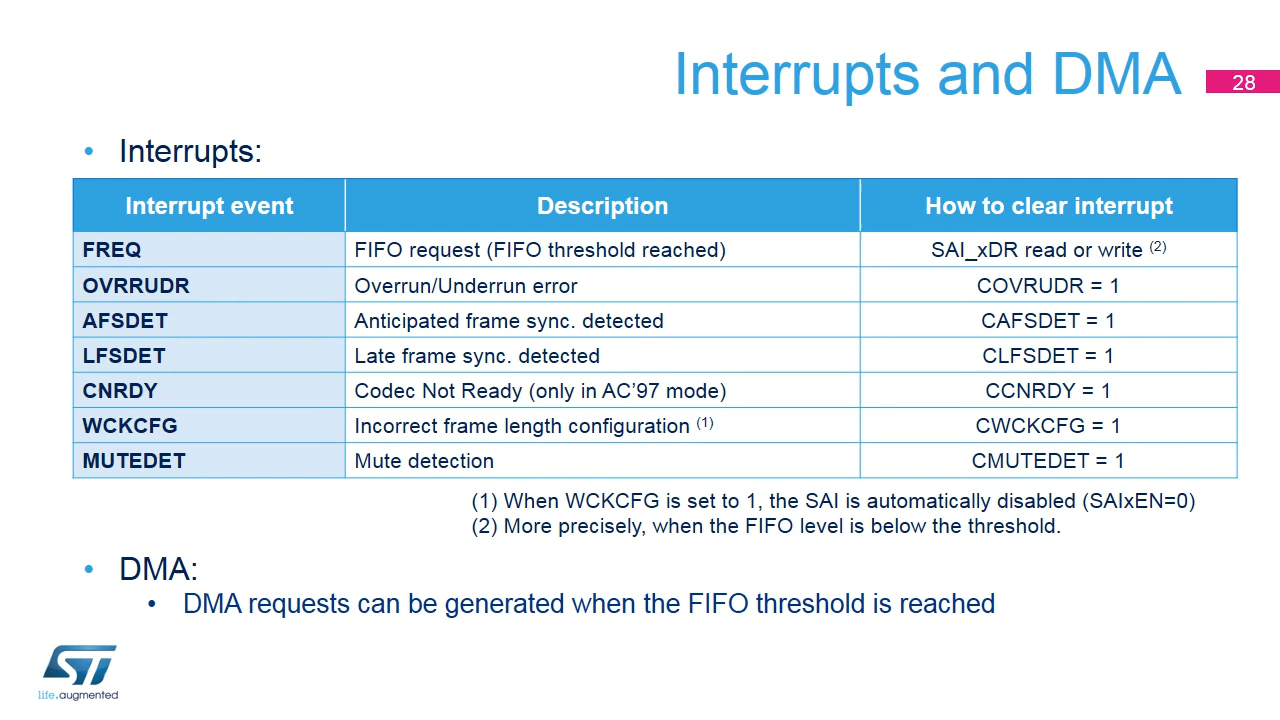 Interrupts and DMA
28
• Interrupts:
Interrupt event Description How to clear interrupt
FREQ FIFO request (FIFO threshold reached) SAI_xDR read or write (2)
OVRRUDR Overrun/Underrun error COVRUDR = 1
AFSDET Anticipated frame sync. detected CAFSDET = 1
LFSDET Late frame sync. detected CLFSDET = 1
CNRDY Codec Not Ready (only in AC’97 mode) CCNRDY = 1
WCKCFG Incorrect frame length configuration (1) CWCKCFG = 1
MUTEDET Mute detection CMUTEDET = 1
(1) When WCKCFG is set to 1, the SAI is automatically disabled (SAIxEN=0)
(2) More precisely, when the FIFO level is below the threshold.
• DMA:
• DMA requests can be generated when the FIFO threshold is reached
ST
life.augmented